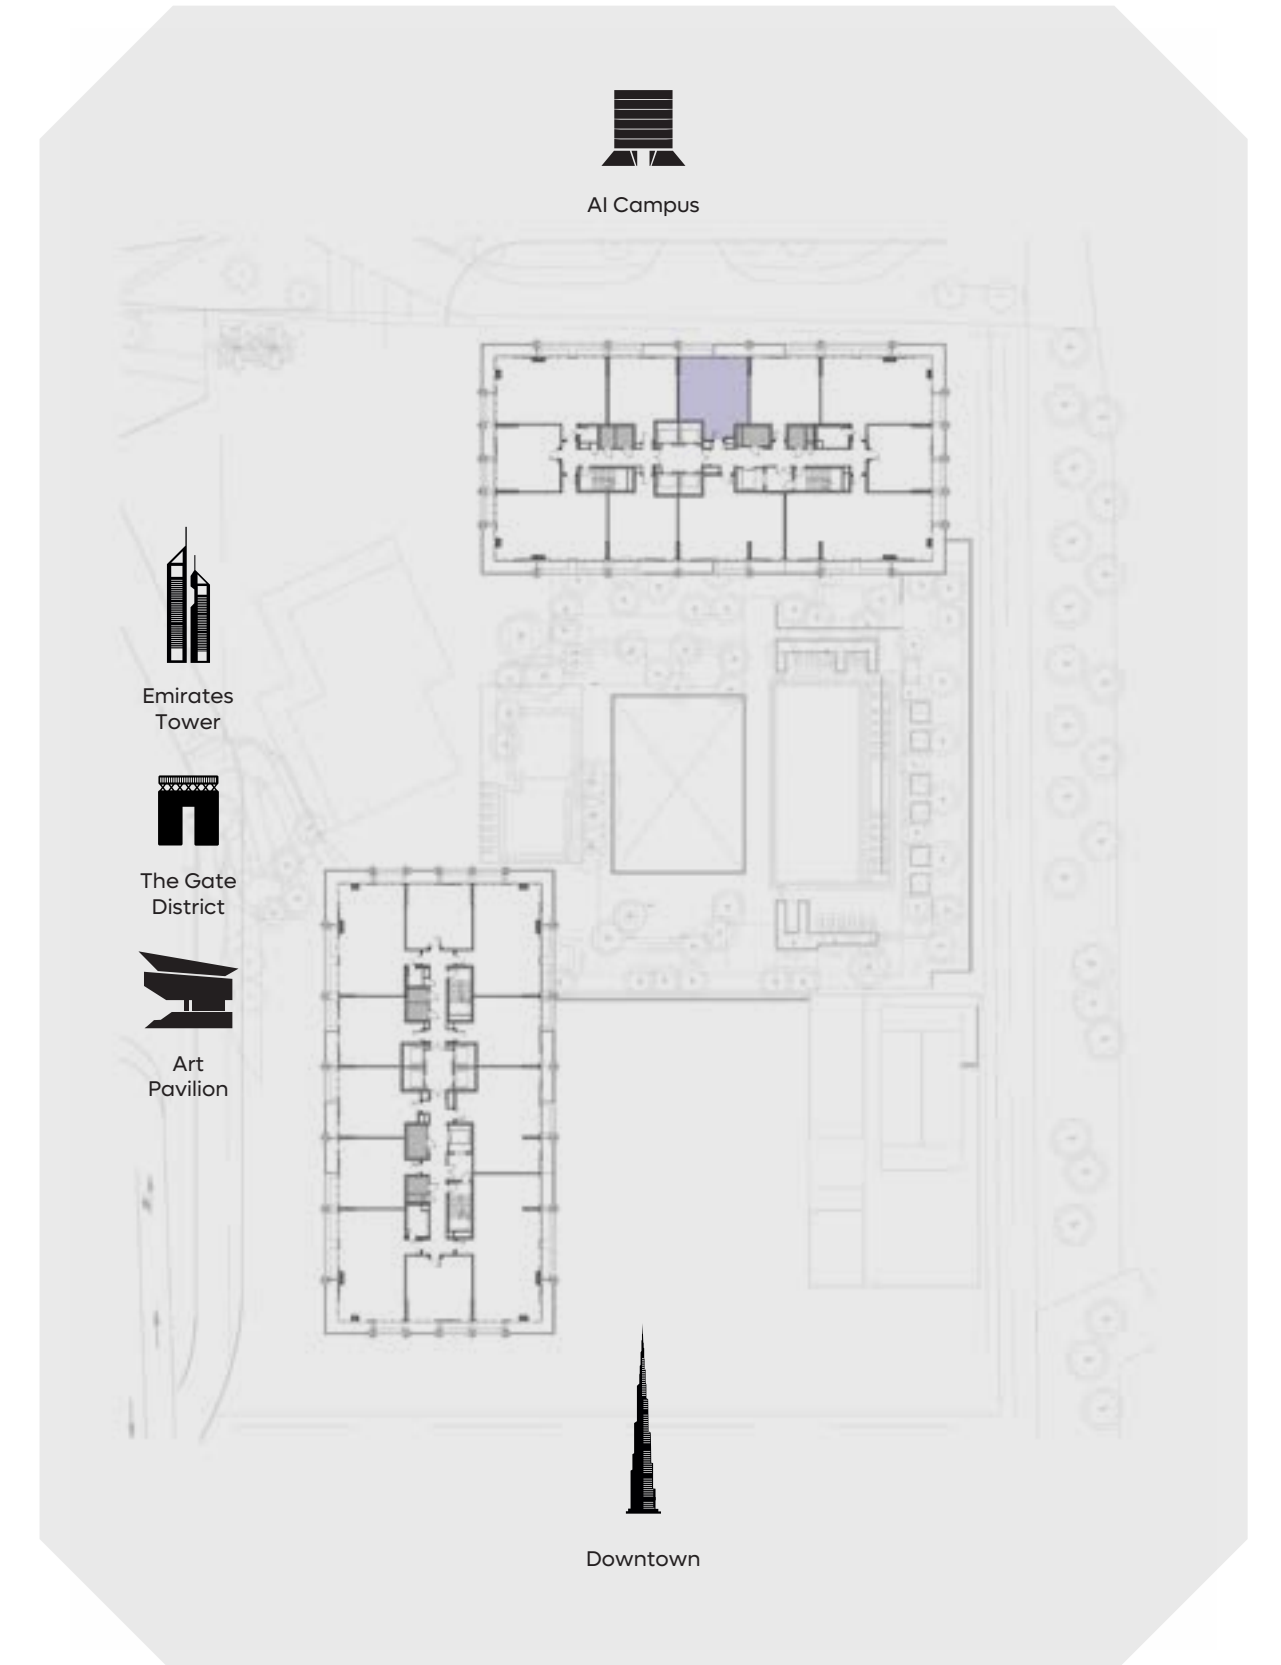 AI Campus
Emirates
Tower
The Gate
District
Art
Pavilion
Downtown